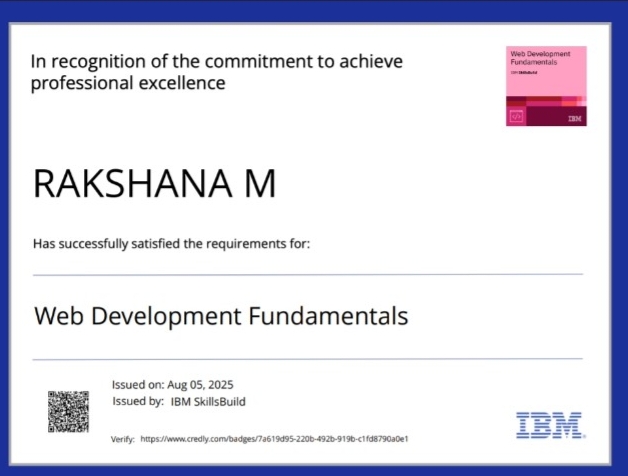 In recognition of the commitment to achieve
professional excellence
Web Development
Fundamentals
IBM SkillsBuild
</>
IBM
RAKSHANA M
Has successfully satisfied the requirements for:
Web Development Fundamentals
Issued on: Aug 05, 2025
Issued by: IBM SkillsBuild
Verify: https://www.credly.com/badges/7a619d95-220b-492b-919b-c1fd8790a0e1
IBM.